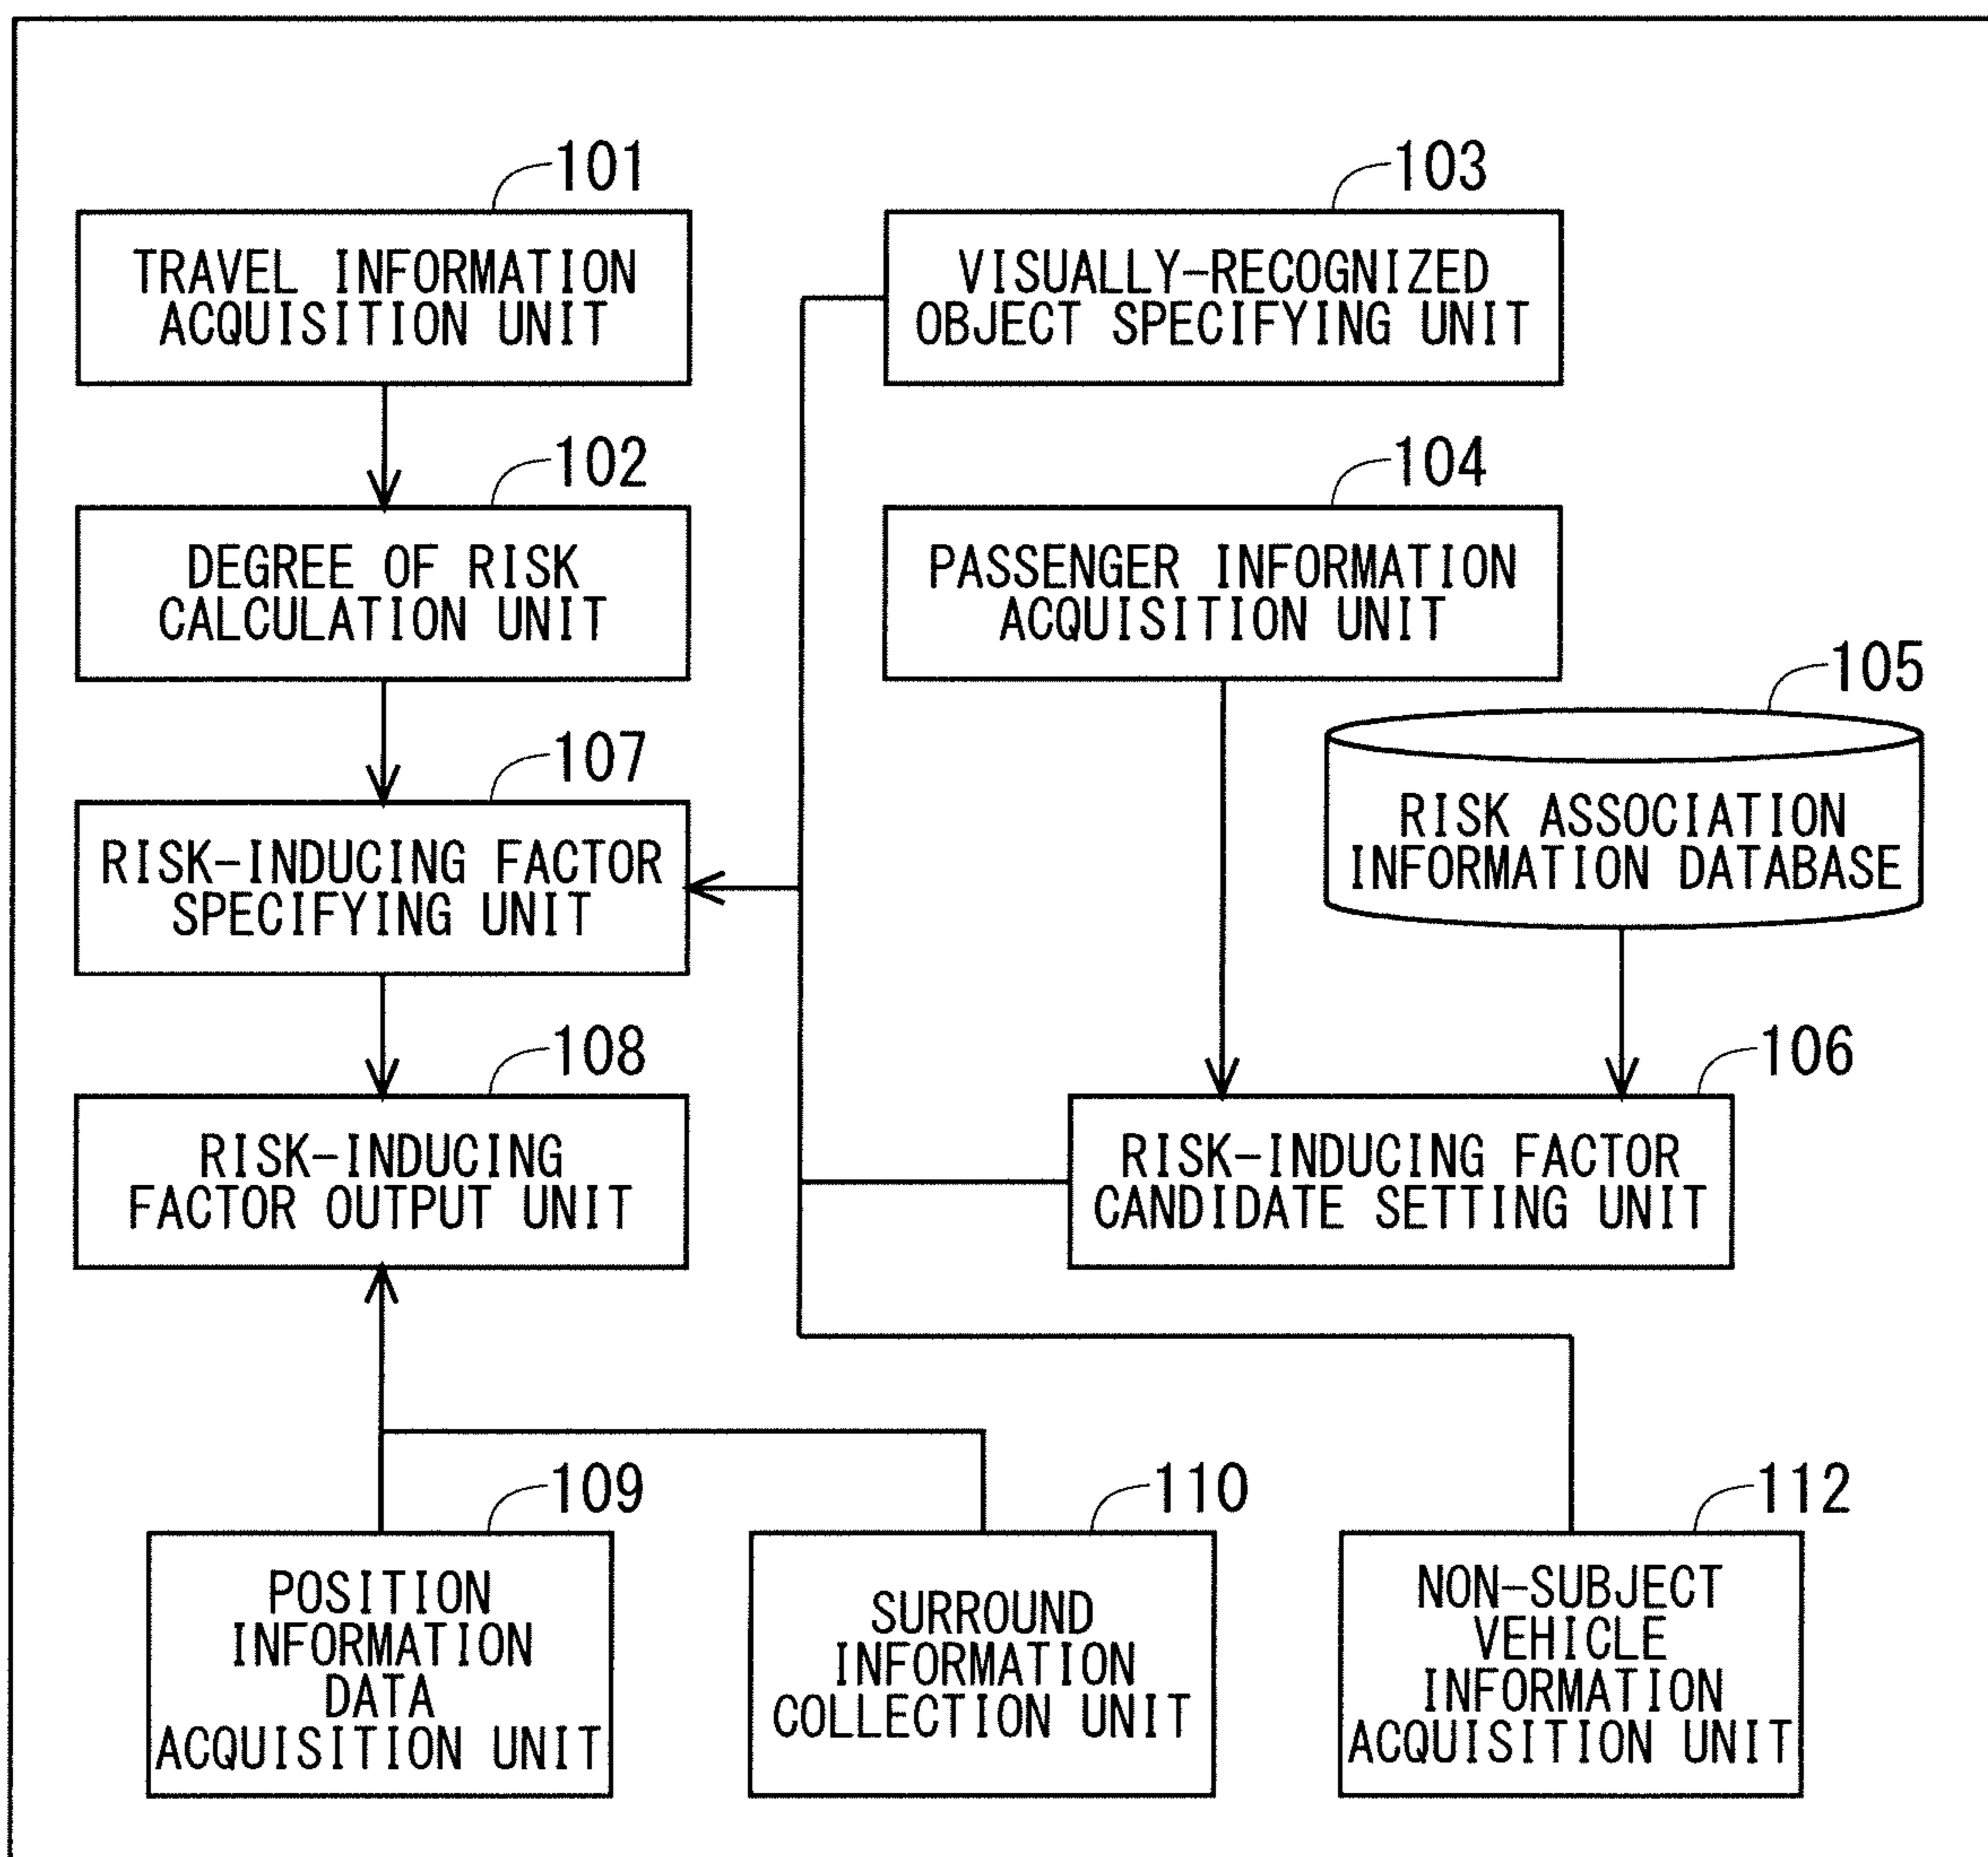 101
TRAVEL INFORMATION
ACQUISITION UNIT
103
VISUALLY-RECOGNIZED
OBJECT SPECIFYING UNIT
102
DEGREE OF RISK
CALCULATION UNIT
104
PASSENGER INFORMATION
ACQUISITION UNIT
105
RISK ASSOCIATION
INFORMATION DATABASE
107
RISK-INDUCING FACTOR
SPECIFYING UNIT
108
RISK-INDUCING
FACTOR OUTPUT UNIT
106
RISK-INDUCING FACTOR
CANDIDATE SETTING UNIT
109
POSITION
INFORMATION
DATA
ACQUISITION UNIT
110
SURROUND
INFORMATION
COLLECTION UNIT
112
NON-SUBJECT
VEHICLE
INFORMATION
ACQUISITION UNIT